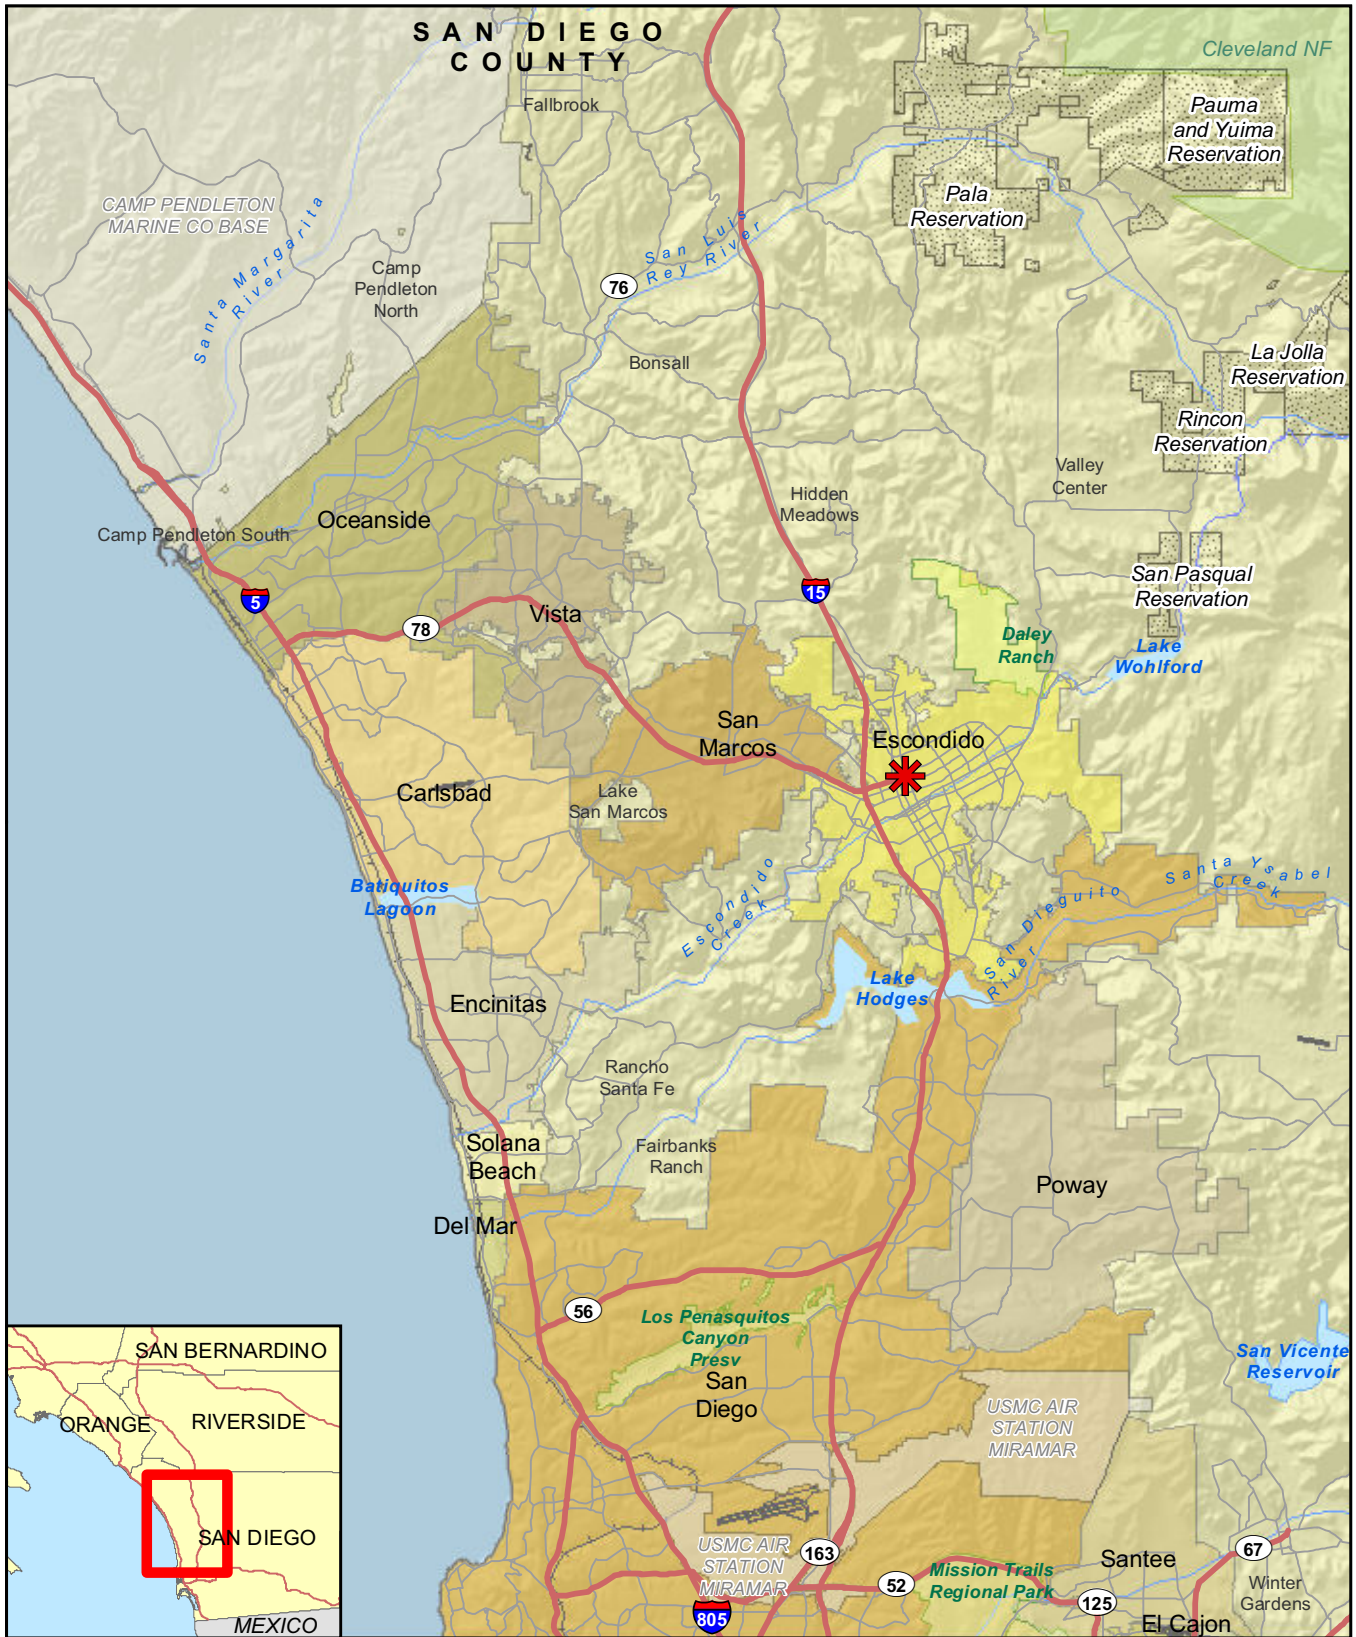 SAN DIEGO
COUNTY
Cleveland NF
Fallbrook
Pauma
and Yuima
Reservation
CAMP PENDLETON
MARINE CO BASE
Pala
Reservation
Santa Margarita
River
San Luis
Rey River
Camp
Pendleton
North
76
Bonsall
La Jolla
Reservation
Rincon
Reservation
Valley
Center
Hidden
Meadows
Oceanside
Camp Pendleton South
San Pasqual
Reservation
5
15
78
Vista
Daley
Ranch
Lake
Wohlford
San
Marcos
Escondido
Carlsbad
Lake
San Marcos
Batiquitos
Lagoon
Escondido
Creek
San Dieguito
River
Santa Ysabel
Creek
Lake
Hodges
Encinitas
Rancho
Santa Fe
Solana
Beach
Fairbanks
Ranch
Poway
Del Mar
56
Los Penasquitos
Canyon
Presv
San
Diego
San Vicente
Reservoir
USMC AIR
STATION
MIRAMAR
USMC AIR
STATION
MIRAMAR
163
52
Mission Trails
Regional Park
Santee
67
125
Winter
Gardens
El Cajon
805
SAN BERNARDINO
ORANGE
RIVERSIDE
SAN DIEGO
MEXICO